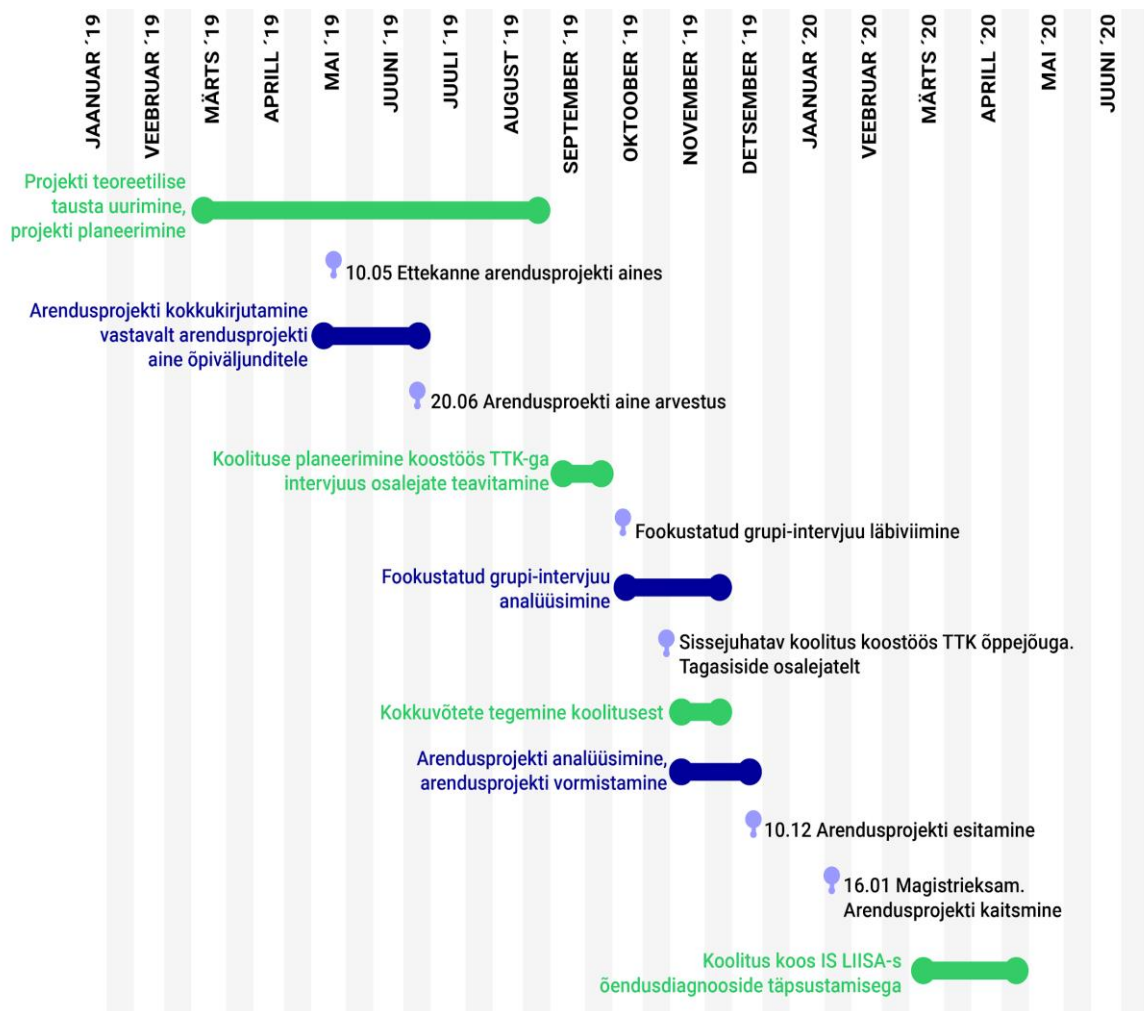 JAANUAR ´19
VEEBRUAR ´19
MÄRTS ´19
APRILL ´19
MAI ´19
JUUNI ´19
JUULI ´19
AUGUST ´19
SEPTEMBER ´19
OKTOOBER ´19
NOVEMBER ´19
DETSEMBER ´19
JAANUAR ´20
VEEBRUAR ´20
MÄRTS ´20
APRILL ´20
MAI ´20
JUUNI ´20
Projekti teoreetilise
tausta uurimine,
projekti planeerimine
10.05 Ettekanne arendusprojekti aines
Arendusprojekti kokkukirjutamine
vastavalt arendusprojekti
aine õpiväljunditele
20.06 Arendusproekti aine arvestus
Koolituse planeerimine koostöös TTK-ga
intervjuus osalejate teavitamine
Fookustatud grupi-intervjuu läbiviimine
Fookustatud grupi-intervjuu
analüüsimine
Sissejuhatav koolitus koostöös TTK õppejõuga.
Tagasiside osalejatelt
Kokkuvõtete tegemine koolitusest
Arendusprojekti analüüsimine,
arendusprojekti vormistamine
10.12 Arendusprojekti esitamine
16.01 Magistrieksam.
Arendusprojekti kaitsmine
Koolitus koos IS LIISA-s
õendusdiagnooside täpsustamisega